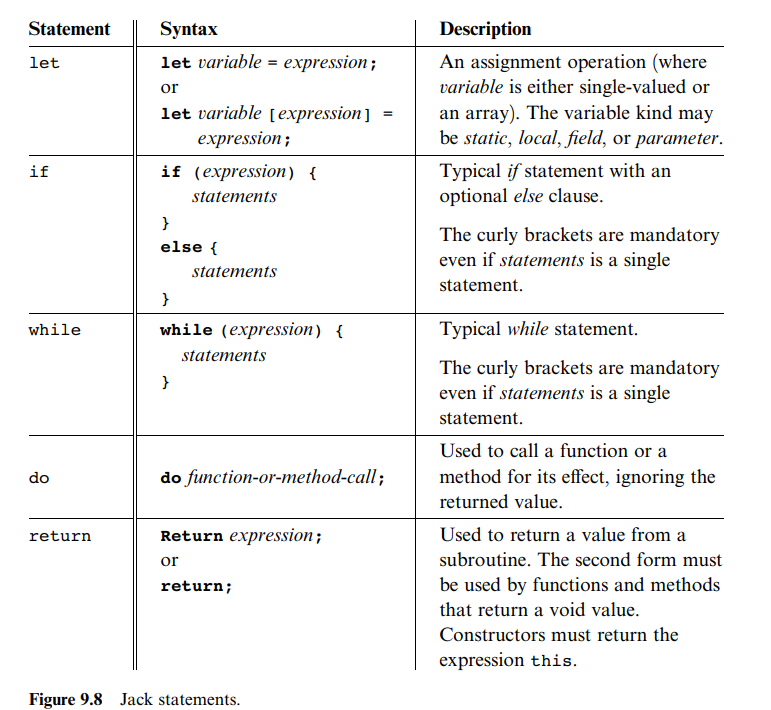 Statement Syntax Description
let
let variable = expression;
or
let variable [expression] =
expression;
An assignment operation (where
variable is either single-valued or
an array). The variable kind may
be static, local, field, or parameter.
if
if (expression) {
statements
}
else {
statements
}
Typical if statement with an
optional else clause.
The curly brackets are mandatory
even if statements is a single
statement.
while
while (expression) {
statements
}
Typical while statement.
The curly brackets are mandatory
even if statements is a single
statement.
do
do function-or-method-call;
Used to call a function or a
method for its effect, ignoring the
returned value.
return
Return expression;
or
return;
Used to return a value from a
subroutine. The second form must
be used by functions and methods
that return a void value.
Constructors must return the
expression this.
Figure 9.8 Jack statements.